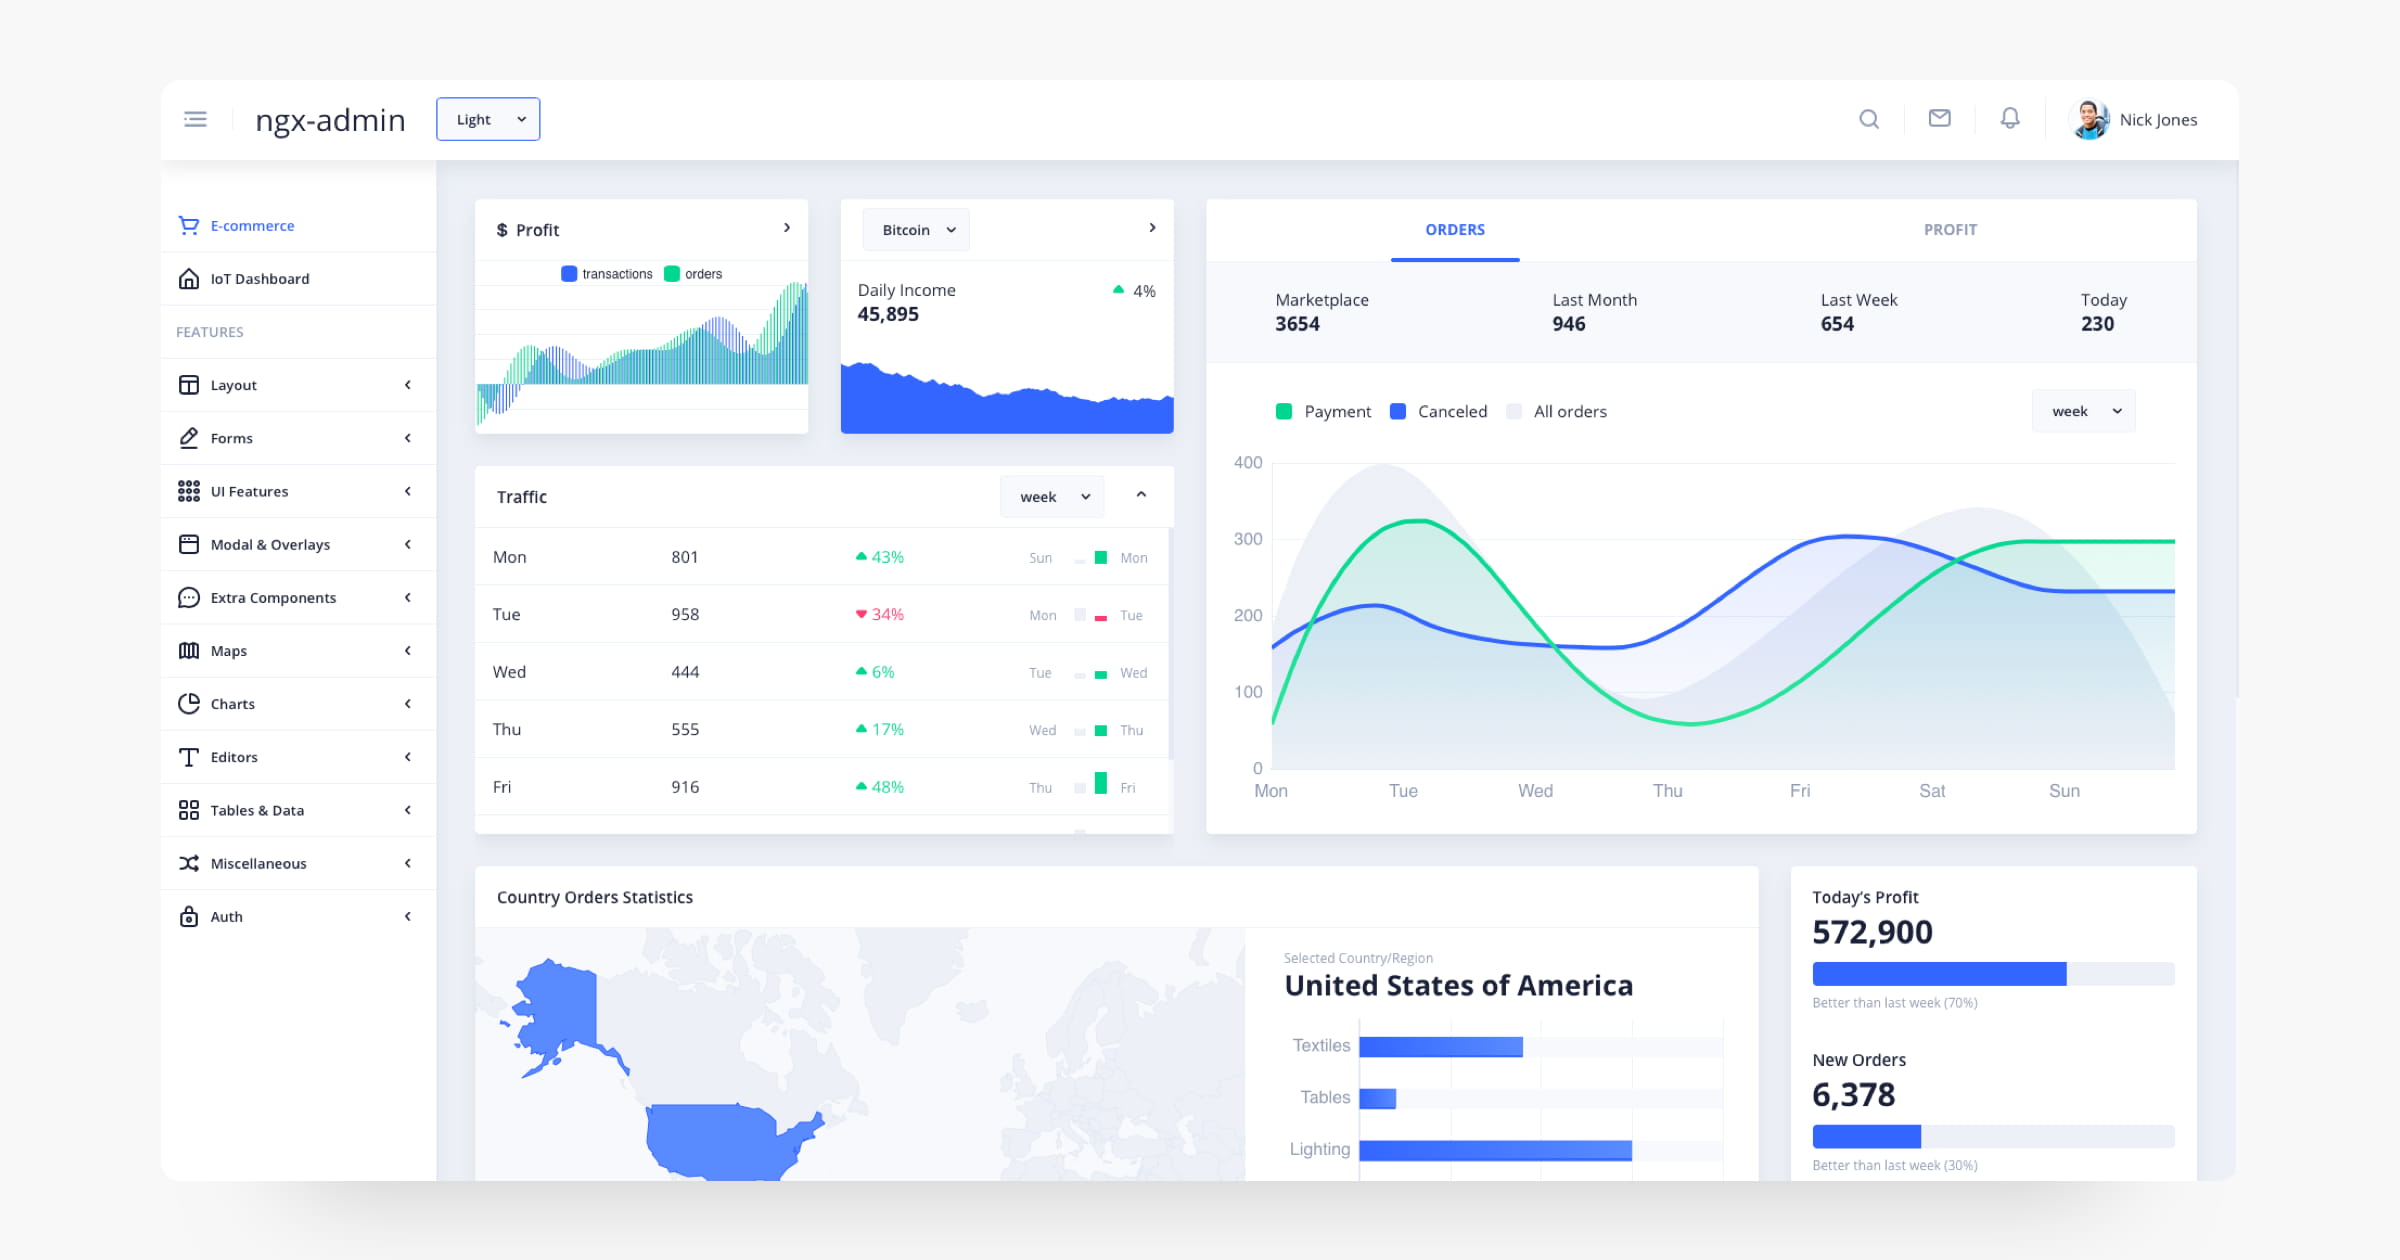 ngx-admin
Light
Nick Jones
E-commerce
IoT Dashboard
FEATURES
Layout
Forms
UI Features
Modal & Overlays
Extra Components
Maps
Charts
Editors
Tables & Data
Miscellaneous
Auth
$ Profit
transactions orders
Bitcoin
Daily Income 4%
45,895
Traffic week
Mon 801 43% Sun Mon
Tue 958 34% Mon Tue
Wed 444 6% Tue Wed
Thu 555 17% Wed Thu
Fri 916 48% Thu Fri
ORDERS PROFIT
Marketplace Last Month Last Week Today
3654 946 654 230
Payment Canceled All orders week
400
300
200
100
0
Mon Tue Wed Thu Fri Sat Sun
Country Orders Statistics
Selected Country/Region
United States of America
Textiles
Tables
Lighting
Today's Profit
572,900
Better than last week (70%)
New Orders
6,378
Better than last week (30%)